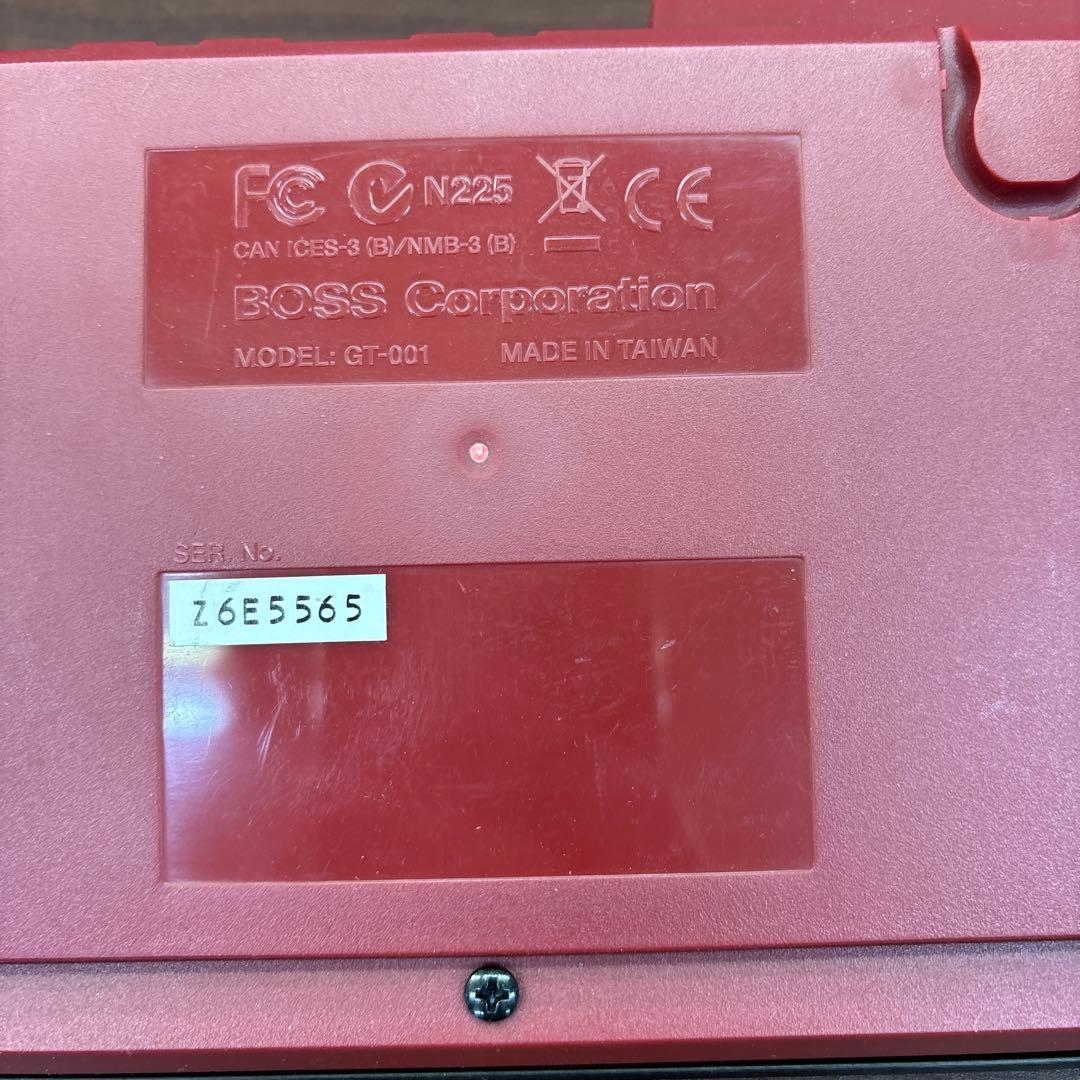 FC N225 CE
CAN ICES-3 (B)/NMB-3 (B)
BOSS Corporation
MODEL: GT-001 MADE IN TAIWAN
SER. No.
Z6E5565